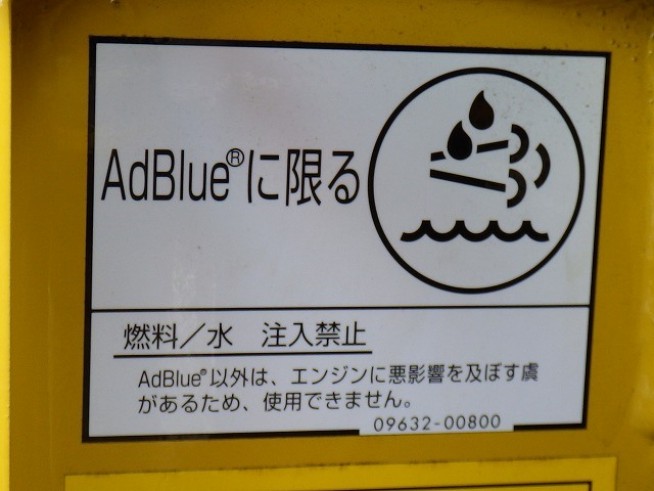 AdBlue®に限る
燃料／水　注入禁止
AdBlue®以外は、エンジンに悪影響を及ぼす虞
があるため、使用できません。
09632-00800